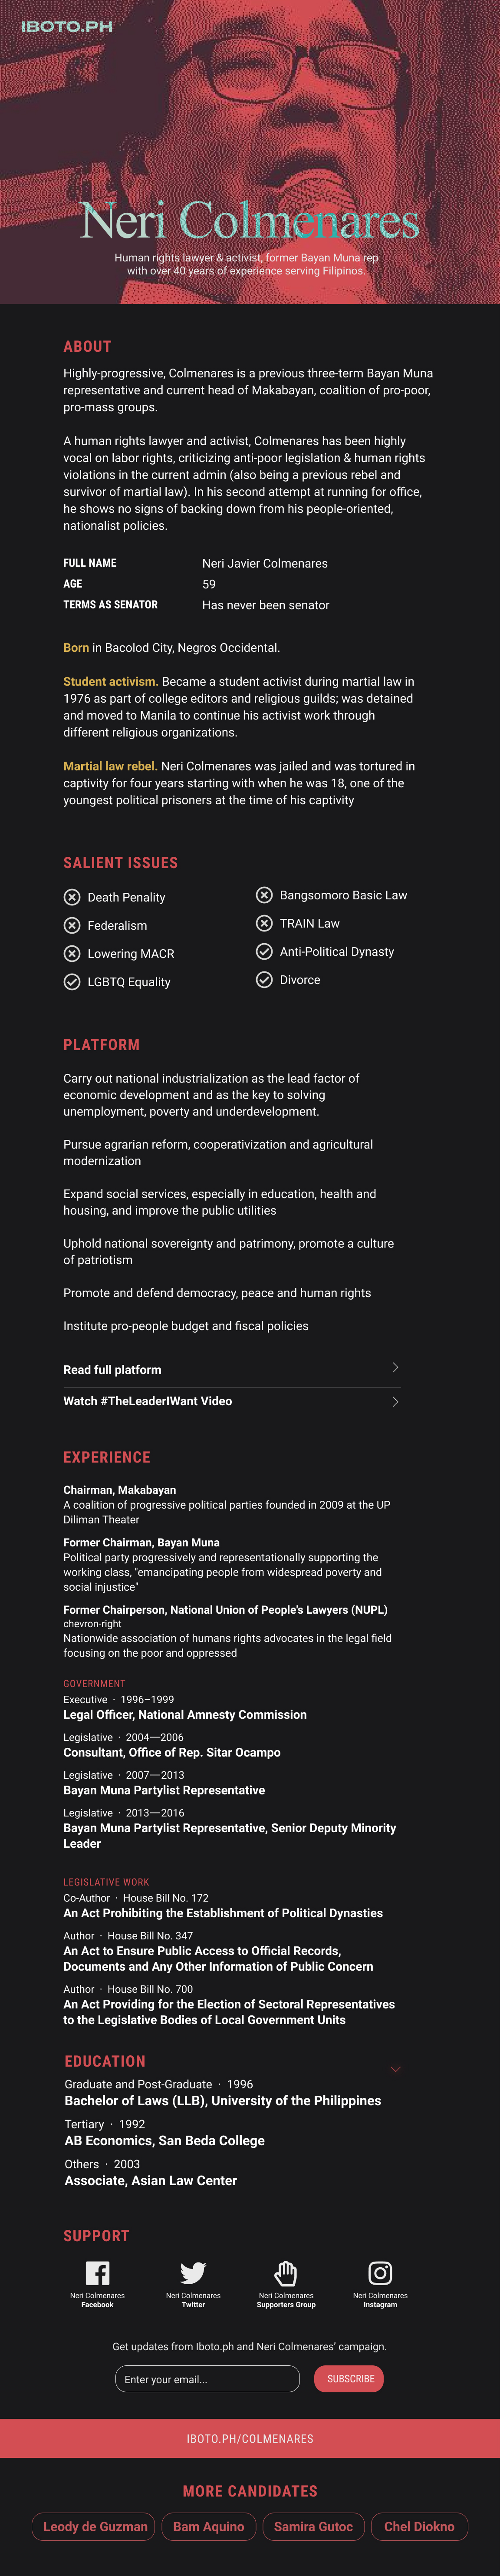 IBOTO.PH
Neri Colmenares
Human rights lawyer & activist, former Bayan Muna rep
with over 40 years of experience serving Filipinos.
ABOUT
Highly-progressive, Colmenares is a previous three-term Bayan Muna
representative and current head of Makabayan, coalition of pro-poor,
pro-mass groups.
A human rights lawyer and activist, Colmenares has been highly
vocal on labor rights, criticizing anti-poor legislation & human rights
violations in the current admin (also being a previous rebel and
survivor of martial law). In his second attempt at running for office,
he shows no signs of backing down from his people-oriented,
nationalist policies.
FULL NAME Neri Javier Colmenares
AGE 59
TERMS AS SENATOR Has never been senator
Born in Bacolod City, Negros Occidental.
Student activism. Became a student activist during martial law in
1976 as part of college editors and religious guilds; was detained
and moved to Manila to continue his activist work through
different religious organizations.
Martial law rebel. Neri Colmenares was jailed and was tortured in
captivity for four years starting with when he was 18, one of the
youngest political prisoners at the time of his captivity
SALIENT ISSUES
Death Penality
Federalism
Lowering MACR
LGBTQ Equality
Bangsomoro Basic Law
TRAIN Law
Anti-Political Dynasty
Divorce
PLATFORM
Carry out national industrialization as the lead factor of
economic development and as the key to solving
unemployment, poverty and underdevelopment.
Pursue agrarian reform, cooperativization and agricultural
modernization
Expand social services, especially in education, health and
housing, and improve the public utilities
Uphold national sovereignty and patrimony, promote a culture
of patriotism
Promote and defend democracy, peace and human rights
Institute pro-people budget and fiscal policies
Read full platform
Watch #TheLeaderIWant Video
EXPERIENCE
Chairman, Makabayan
A coalition of progressive political parties founded in 2009 at the UP
Diliman Theater
Former Chairman, Bayan Muna
Political party progressively and representationally supporting the
working class, "emancipating people from widespread poverty and
social injustice"
Former Chairperson, National Union of People's Lawyers (NUPL)
chevron-right
Nationwide association of humans rights advocates in the legal field
focusing on the poor and oppressed
GOVERNMENT
Executive · 1996–1999
Legal Officer, National Amnesty Commission
Legislative · 2004—2006
Consultant, Office of Rep. Sitar Ocampo
Legislative · 2007—2013
Bayan Muna Partylist Representative
Legislative · 2013—2016
Bayan Muna Partylist Representative, Senior Deputy Minority
Leader
LEGISLATIVE WORK
Co-Author · House Bill No. 172
An Act Prohibiting the Establishment of Political Dynasties
Author · House Bill No. 347
An Act to Ensure Public Access to Official Records,
Documents and Any Other Information of Public Concern
Author · House Bill No. 700
An Act Providing for the Election of Sectoral Representatives
to the Legislative Bodies of Local Government Units
EDUCATION
Graduate and Post-Graduate · 1996
Bachelor of Laws (LLB), University of the Philippines
Tertiary · 1992
AB Economics, San Beda College
Others · 2003
Associate, Asian Law Center
SUPPORT
Neri Colmenares
Facebook
Neri Colmenares
Twitter
Neri Colmenares
Supporters Group
Neri Colmenares
Instagram
Get updates from Iboto.ph and Neri Colmenares' campaign.
Enter your email...
SUBSCRIBE
IBOTO.PH/COLMENARES
MORE CANDIDATES
Leody de Guzman
Bam Aquino
Samira Gutoc
Chel Diokno